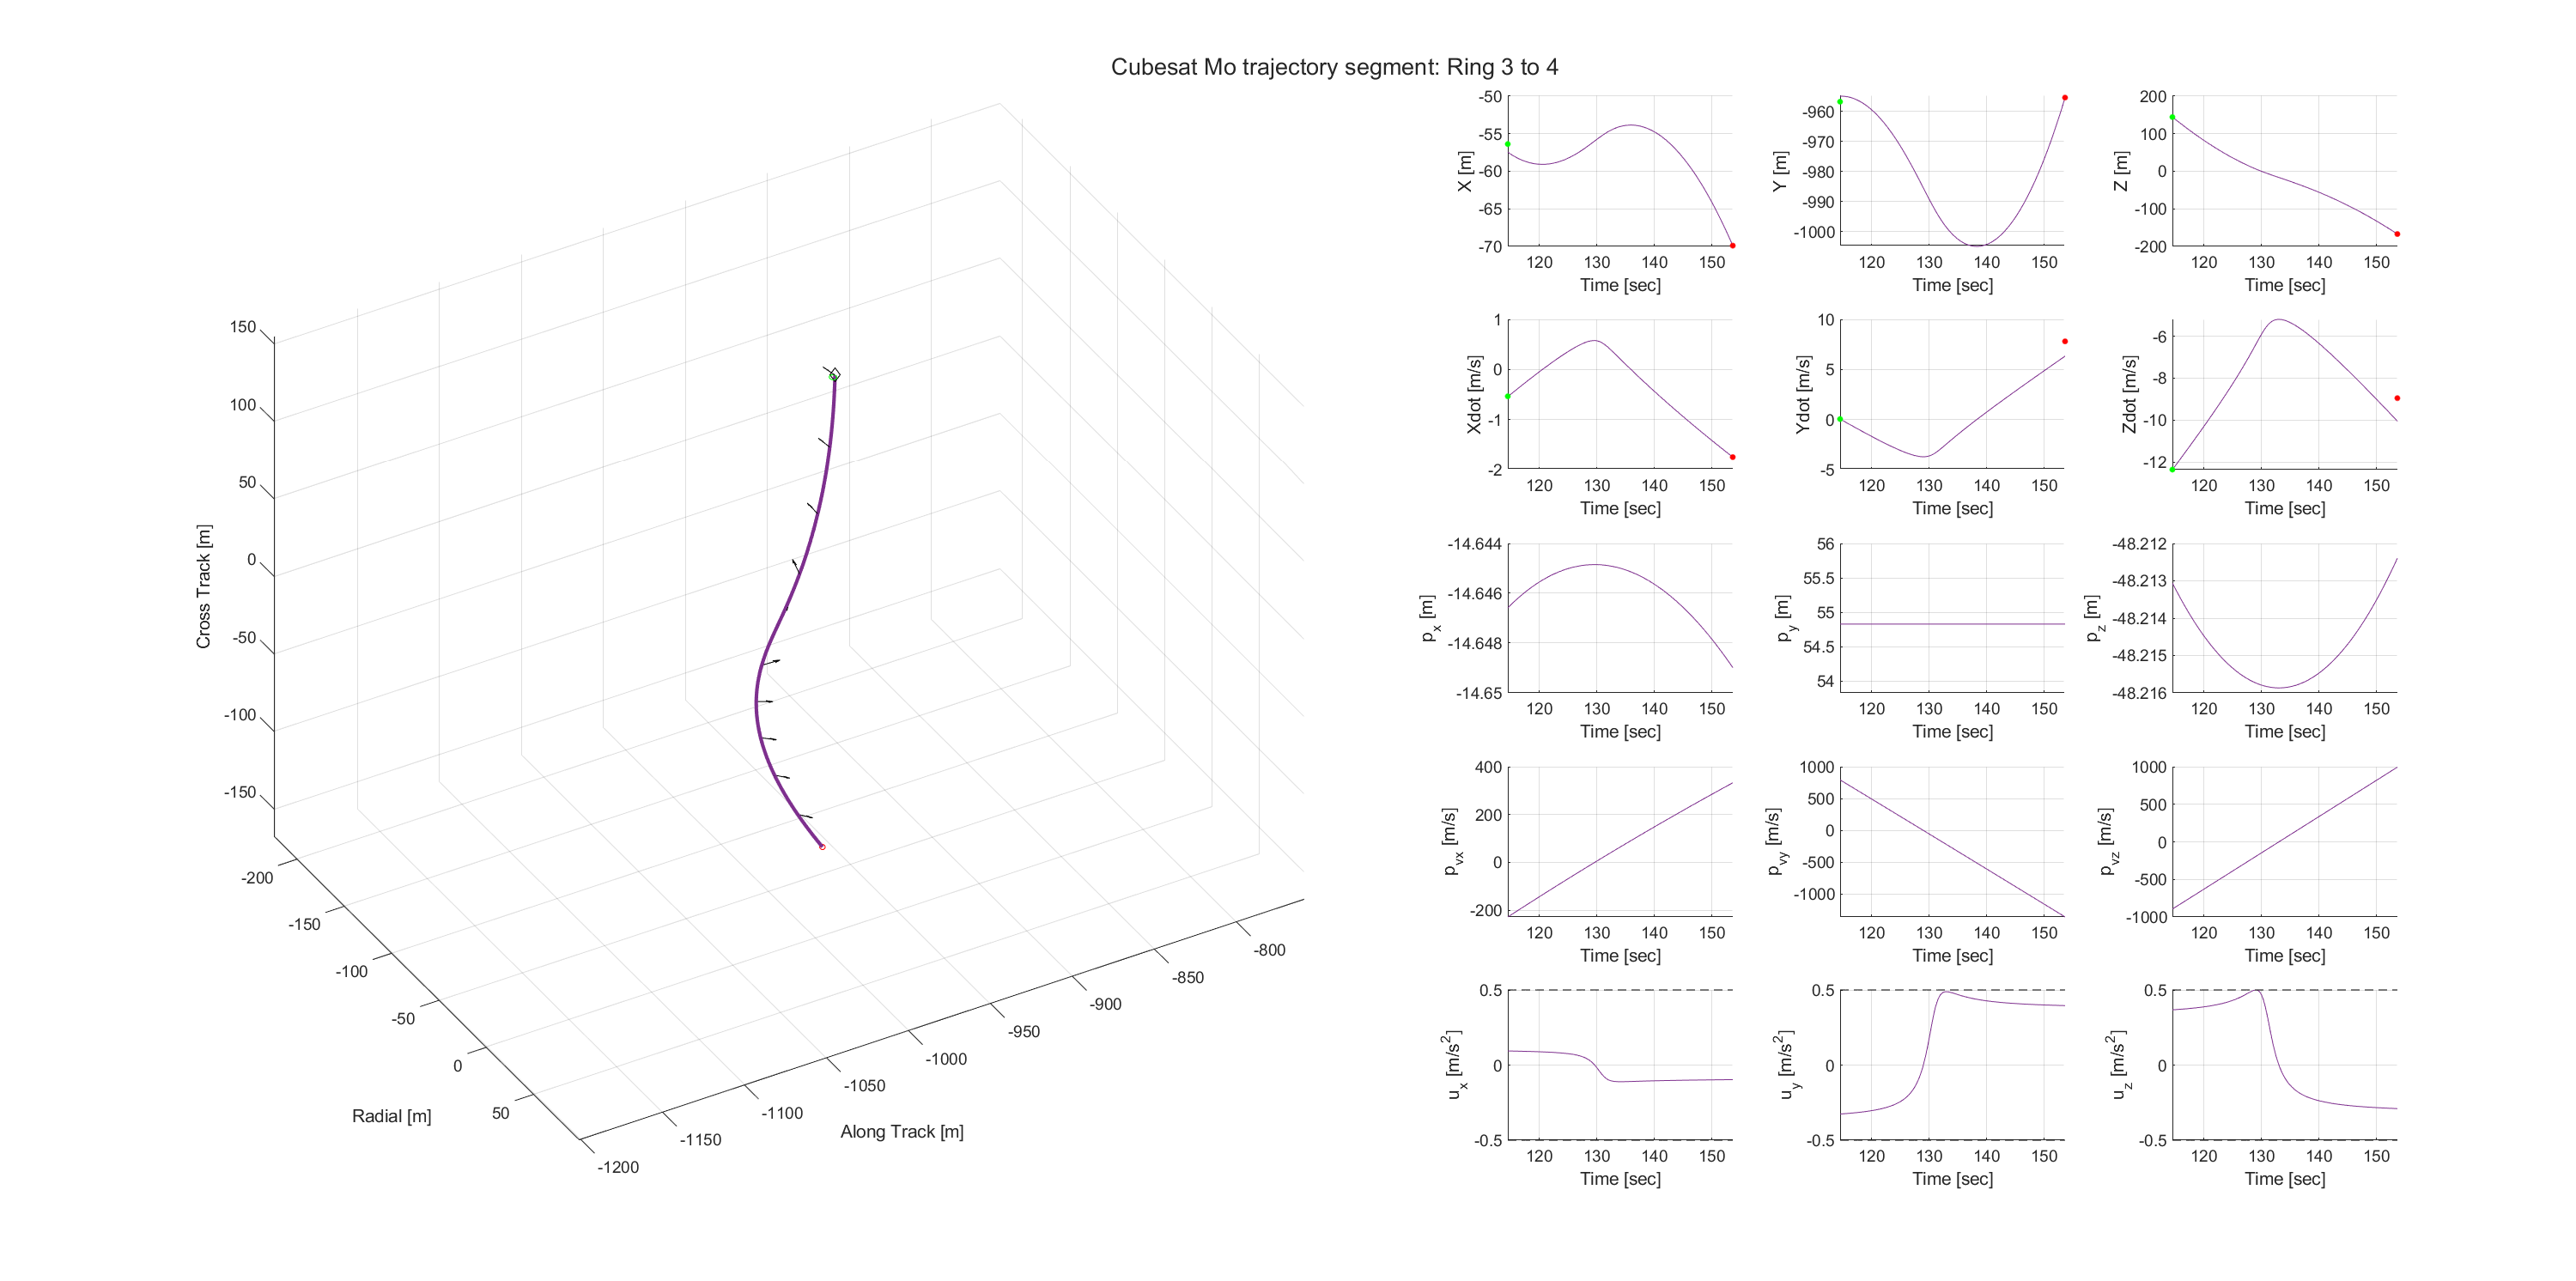 Cubesat Mo trajectory segment: Ring 3 to 4
150
100
50
0
-50
-100
-150
Cross Track [m]
-200
-150
-100
-50
0
50
Radial [m]
-1200
-1150
-1100
-1050
-1000
-950
-900
-850
-800
Along Track [m]
-50
-55
-60
-65
-70
X [m]
120 130 140 150
Time [sec]
-960
-970
-980
-990
-1000
Y [m]
120 130 140 150
Time [sec]
200
100
0
-100
-200
Z [m]
120 130 140 150
Time [sec]
1
0
-1
-2
Xdot [m/s]
120 130 140 150
Time [sec]
10
5
0
-5
Ydot [m/s]
120 130 140 150
Time [sec]
-6
-8
-10
-12
Zdot [m/s]
120 130 140 150
Time [sec]
-14.644
-14.646
-14.648
-14.65
p_x [m]
120 130 140 150
Time [sec]
56
55.5
55
54.5
54
p_y [m]
120 130 140 150
Time [sec]
-48.212
-48.213
-48.214
-48.215
-48.216
p_z [m]
120 130 140 150
Time [sec]
400
200
0
-200
p_vx [m/s]
120 130 140 150
Time [sec]
1000
500
0
-500
-1000
p_vy [m/s]
120 130 140 150
Time [sec]
1000
500
0
-500
-1000
p_vz [m/s]
120 130 140 150
Time [sec]
0.5
0
-0.5
u_x [m/s²]
120 130 140 150
Time [sec]
0.5
0
-0.5
u_y [m/s²]
120 130 140 150
Time [sec]
0.5
0
-0.5
u_z [m/s²]
120 130 140 150
Time [sec]